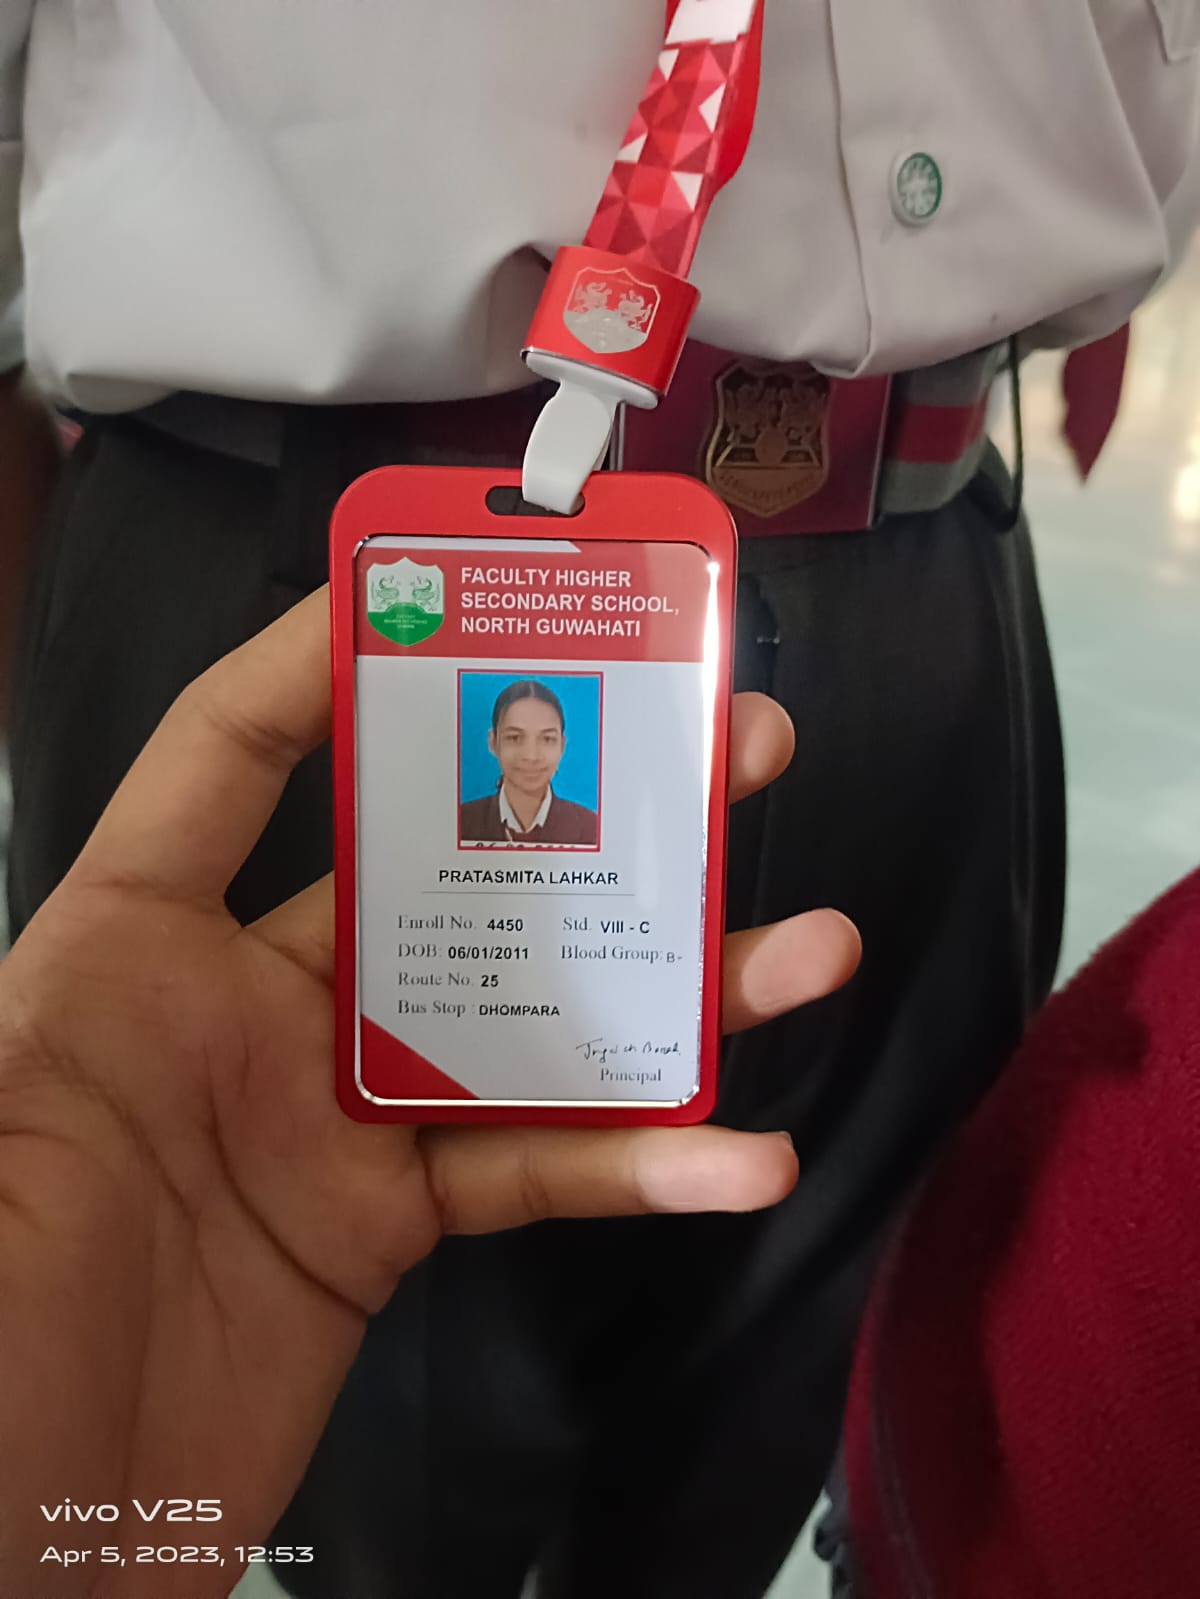 FACULTY HIGHER
SECONDARY SCHOOL,
NORTH GUWAHATI
PRATASMITA LAHKAR
Enroll No. 4450 Std. VIII - C
DOB: 06/01/2011 Blood Group: B-
Route No. 25
Bus Stop : DHOMPARA
Principal
vivo V25
Apr 5, 2023, 12:53